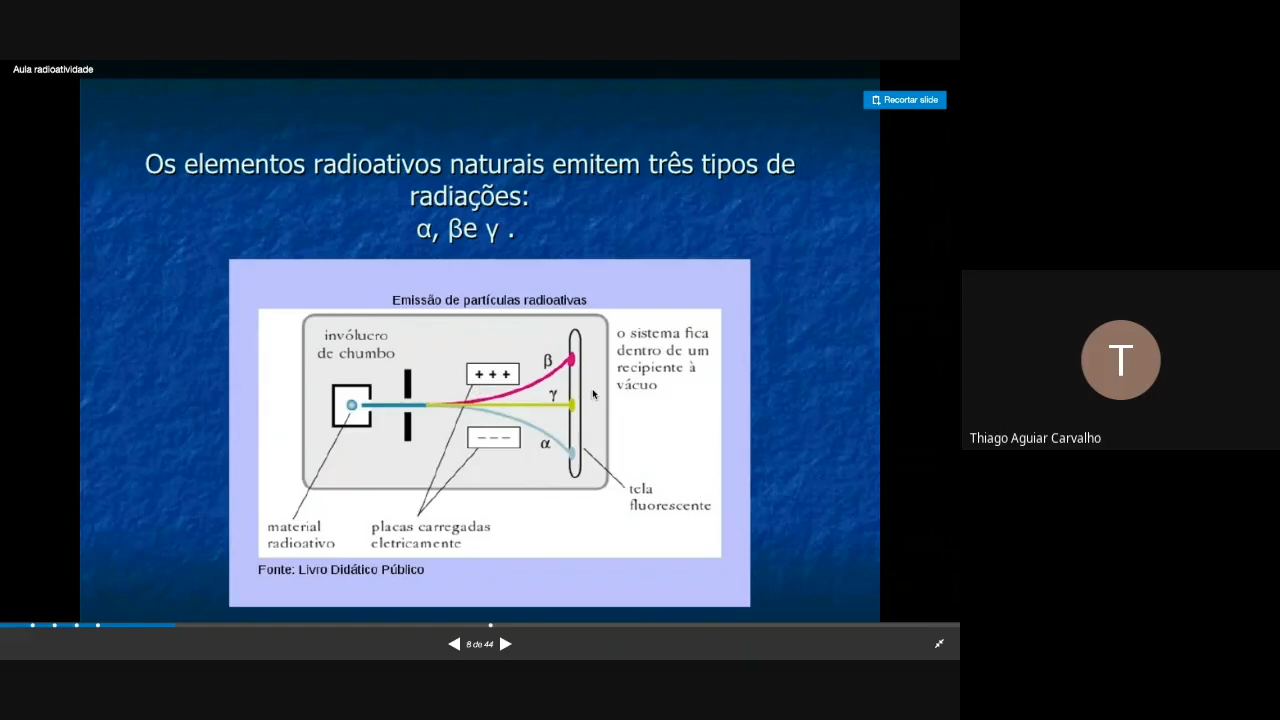 Aula radioatividade
Recortar slide
Os elementos radioativos naturais emitem três tipos de
radiações:
α, βe γ .
Emissão de partículas radioativas
invólucro
de chumbo
+ + +
β
γ
− − −
α
o sistema fica
dentro de um
recipiente à
vácuo
tela
fluorescente
material
radioativo
placas carregadas
eletricamente
Fonte: Livro Didático Público
8 de 44
T
Thiago Aguiar Carvalho